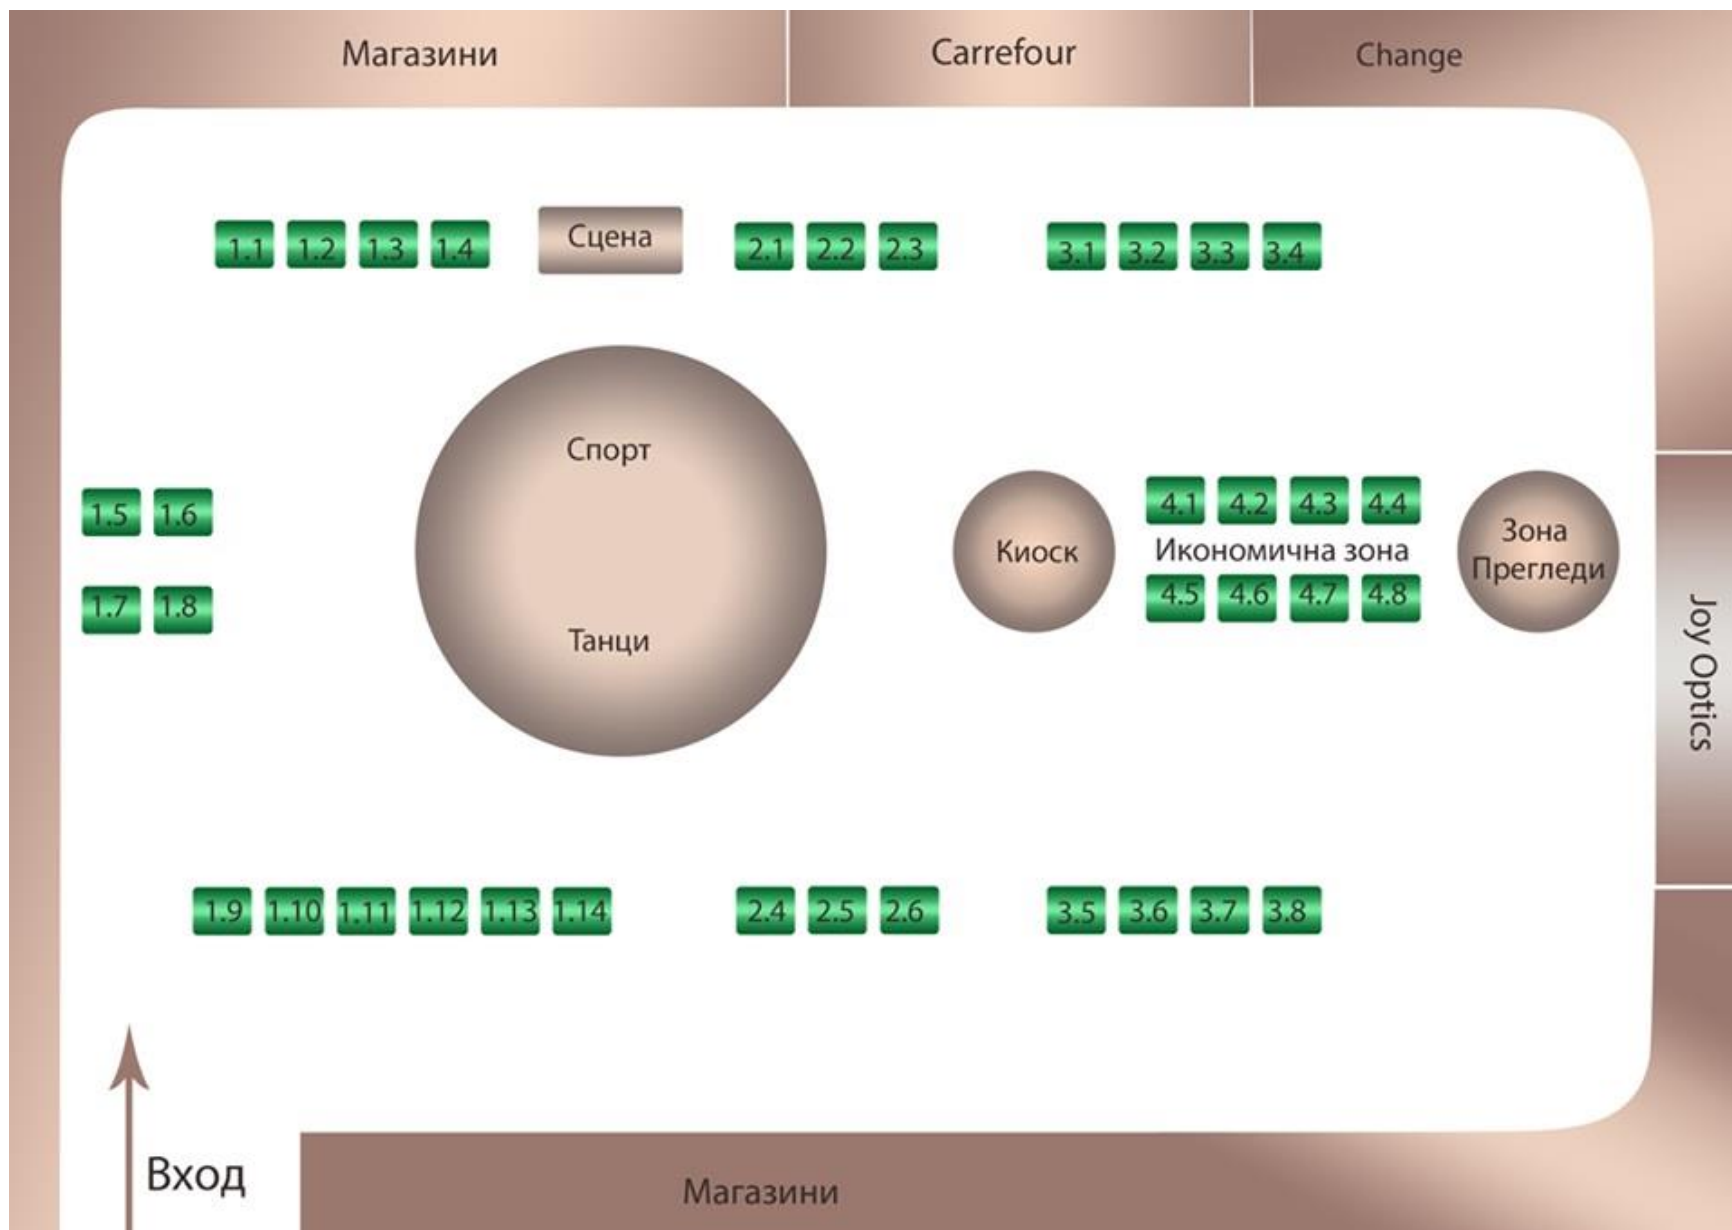 Магазини
Carrefour
Change
1.1 1.2 1.3 1.4
Сцена
2.1 2.2 2.3
3.1 3.2 3.3 3.4
Спорт
Танци
1.5 1.6
1.7 1.8
Киоск
4.1 4.2 4.3 4.4
Икономична зона
4.5 4.6 4.7 4.8
Зона
Прегледи
Joy Optics
1.9 1.10 1.11 1.12 1.13 1.14
2.4 2.5 2.6
3.5 3.6 3.7 3.8
Вход
Магазини